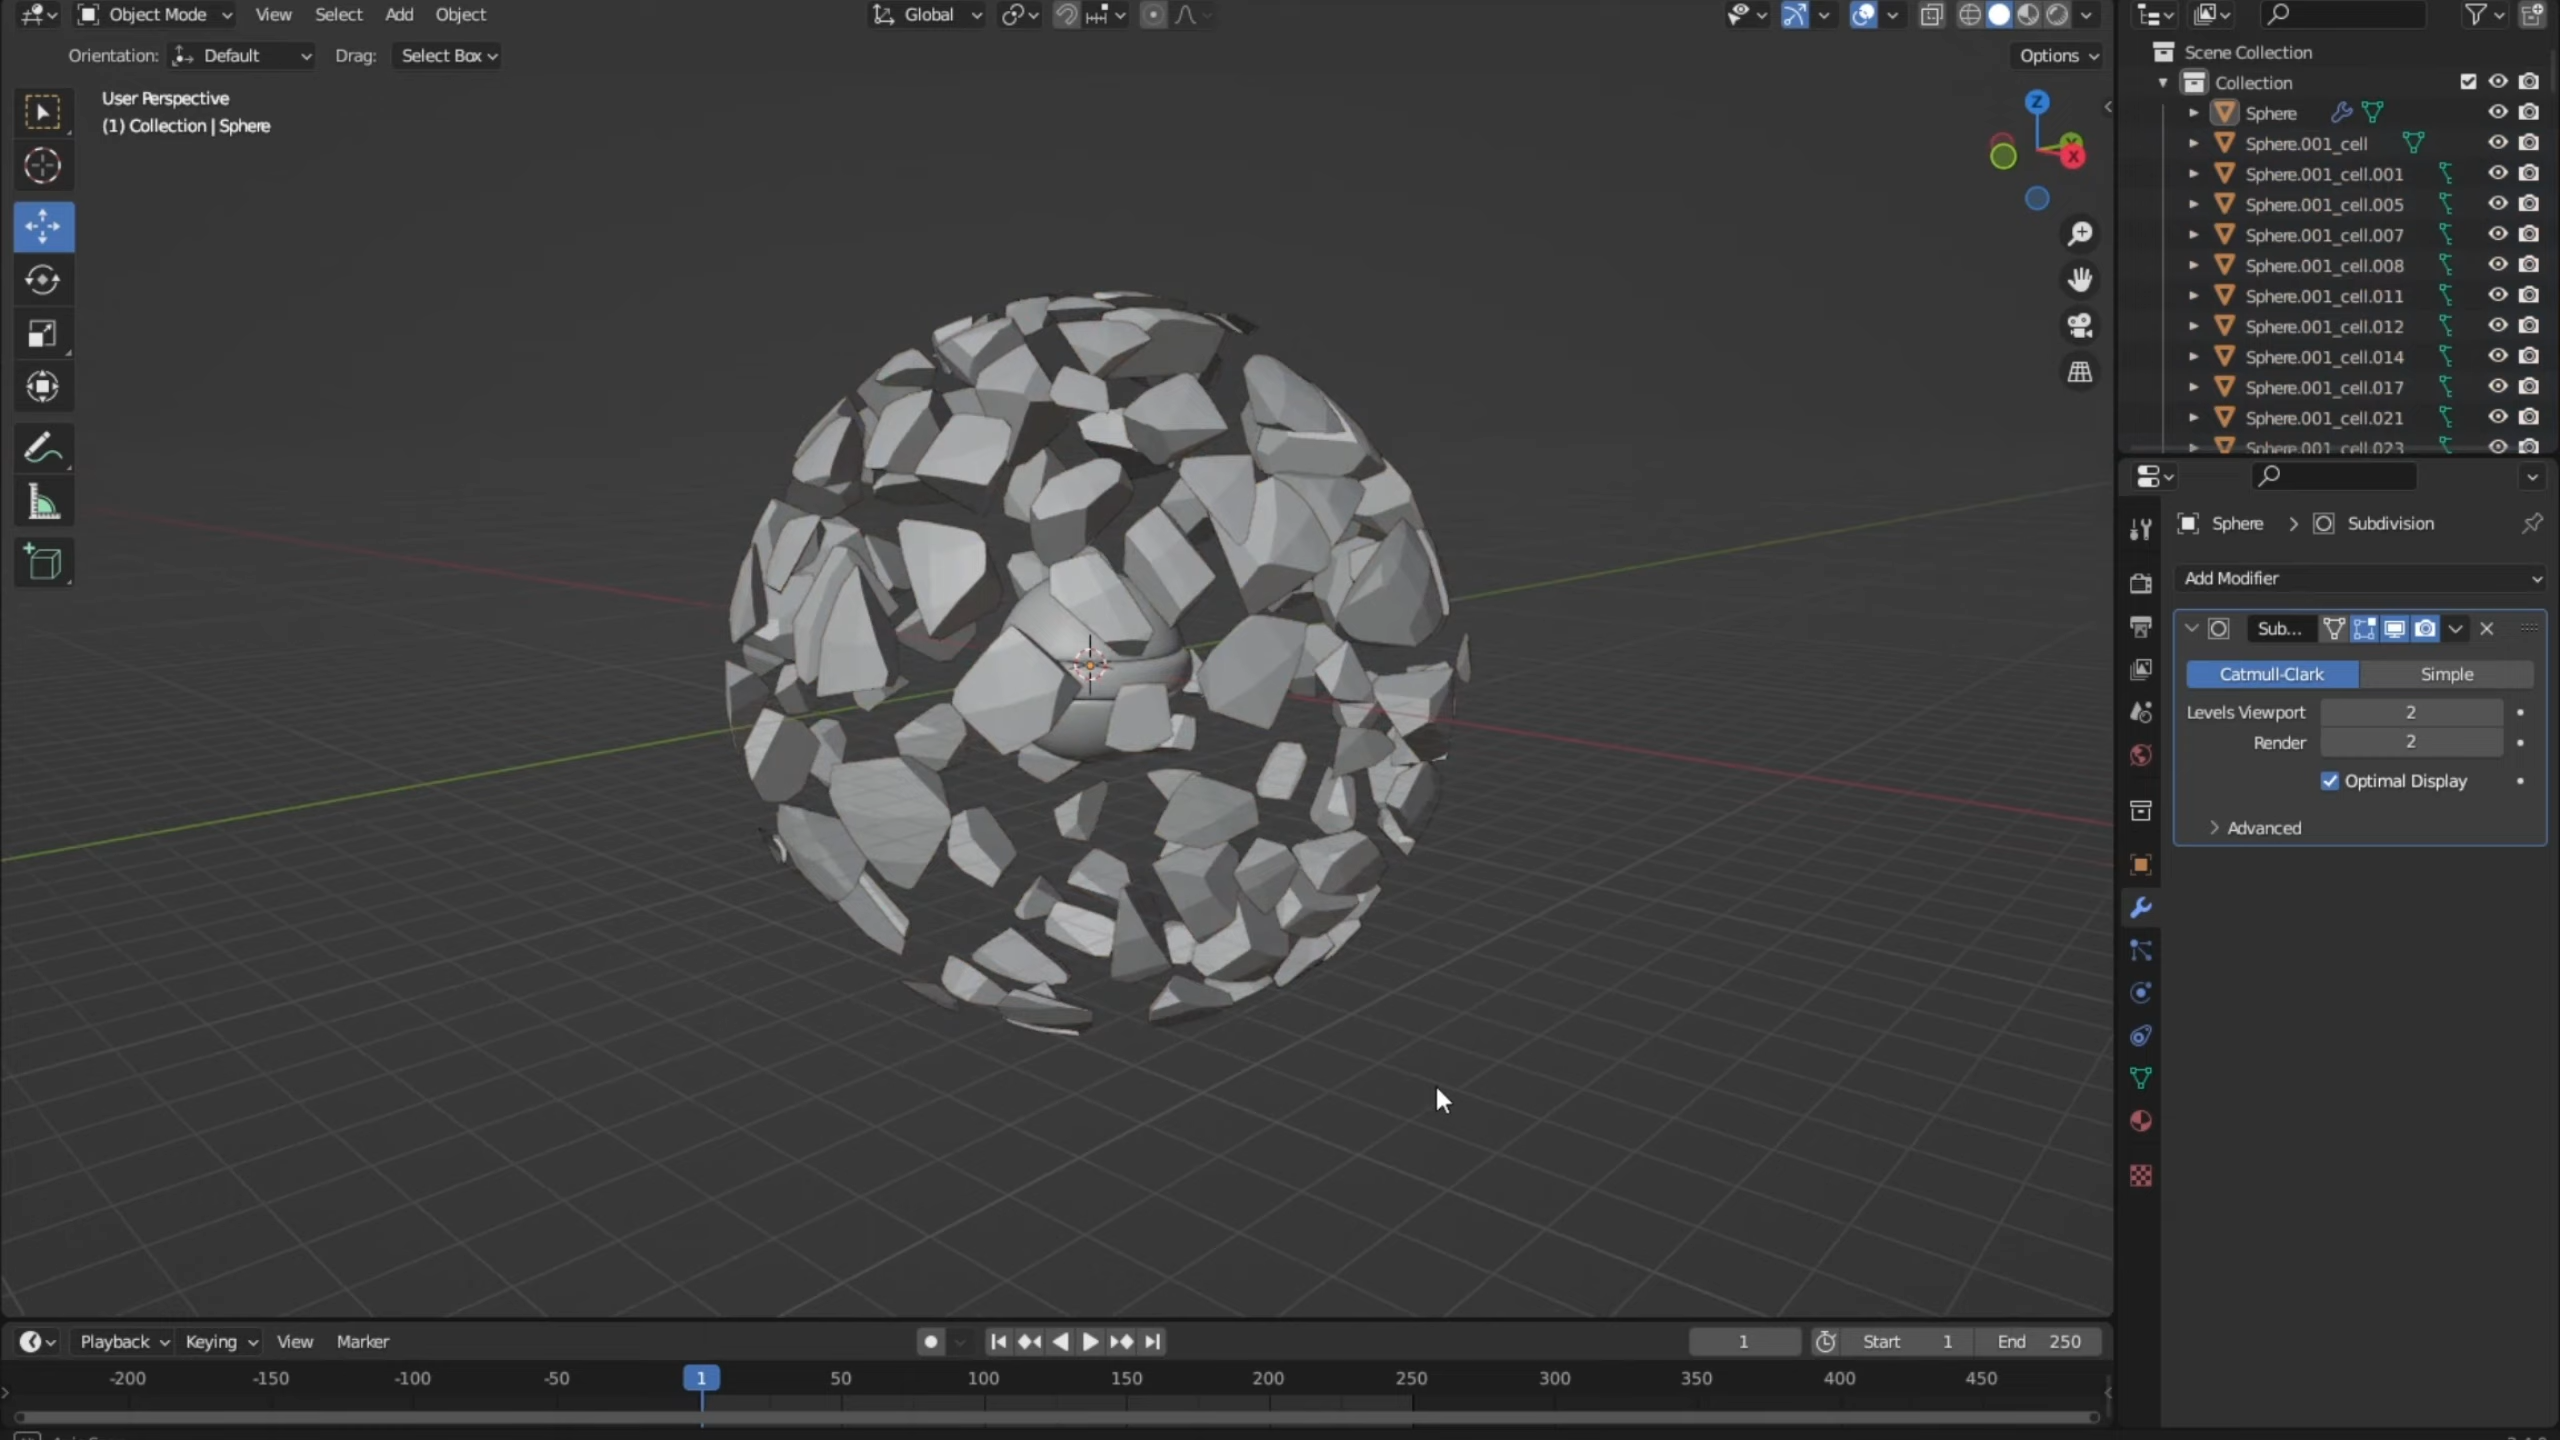 Object Mode View Select Add Object Global
Orientation: Default Drag: Select Box Options
User Perspective
(1) Collection | Sphere
Z
Y
X
Scene Collection
Collection
Sphere
Sphere.001_cell
Sphere.001_cell.001
Sphere.001_cell.005
Sphere.001_cell.007
Sphere.001_cell.008
Sphere.001_cell.011
Sphere.001_cell.012
Sphere.001_cell.014
Sphere.001_cell.017
Sphere.001_cell.021
Sphere.001_cell.023
Sphere > Subdivision
Add Modifier
Sub...
Catmull-Clark Simple
Levels Viewport 2
Render 2
Optimal Display
Advanced
Playback Keying View Marker 1 Start 1 End 250
-200 -150 -100 -50 1 50 100 150 200 250 300 350 400 450